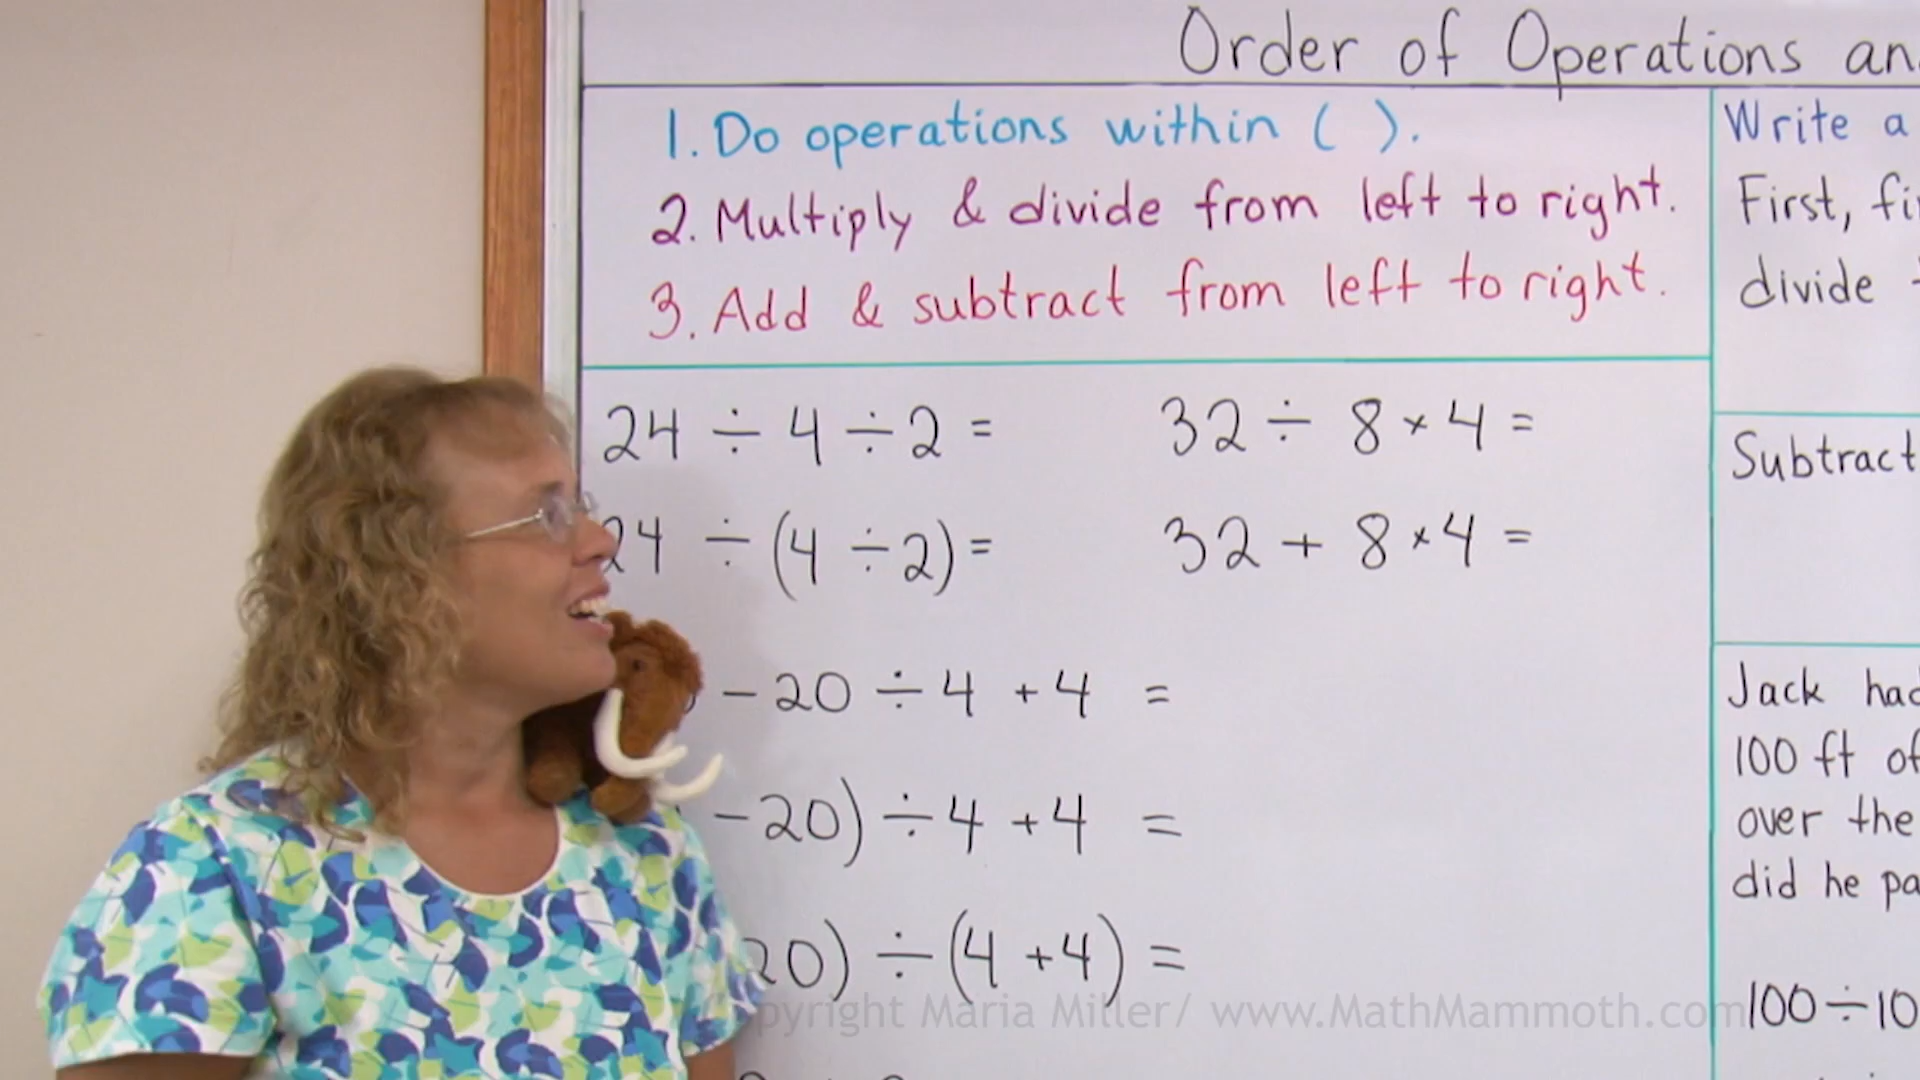 Order of Operations an
1. Do operations within ( ).
2. Multiply & divide from left to right.
3. Add & subtract from left to right.
24 ÷ 4 ÷ 2 =
32 ÷ 8 × 4 =
24 ÷ (4 ÷ 2) =
32 + 8 × 4 =
- 20 ÷ 4 + 4 =
- 20) ÷ 4 + 4 =
20) ÷ (4 + 4) =
Write a
First, fi
divide
Subtract
Jack had
100 ft of
over the
did he pa
100 ÷ 10
Copyright Maria Miller/ www.MathMammoth.com